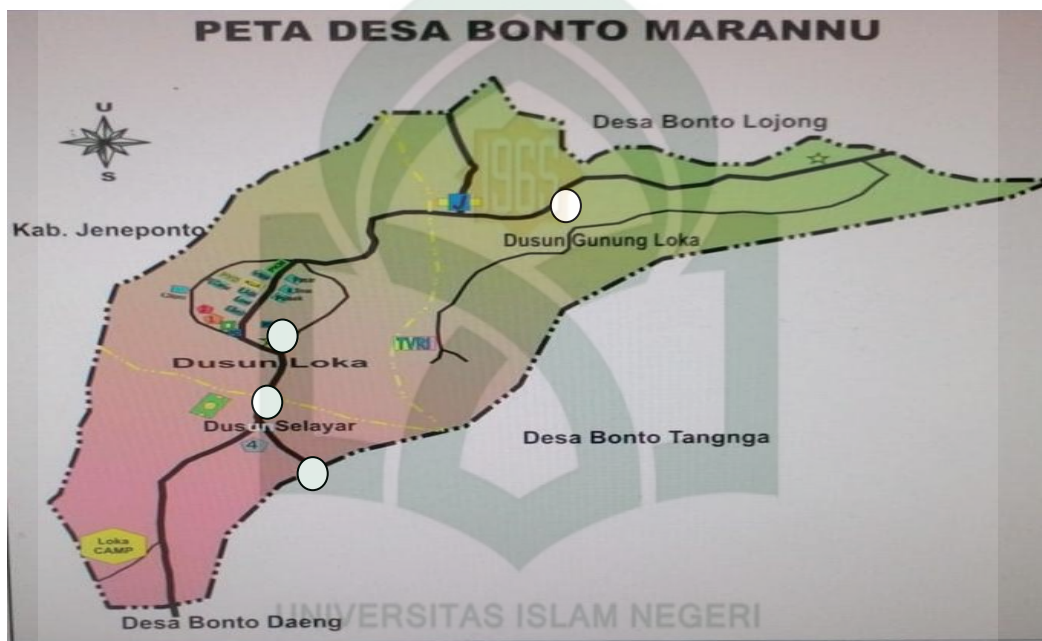 PETA DESA BONTO MARANNU
U
S
Desa Bonto Lojong
1965
Kab. Jeneponto
Dusun Gunung Loka
TVRI
Dusun Loka
Dusun Selayar
4
Desa Bonto Tangnga
Loka
CAMP
Desa Bonto Daeng
UNIVERSITAS ISLAM NEGERI